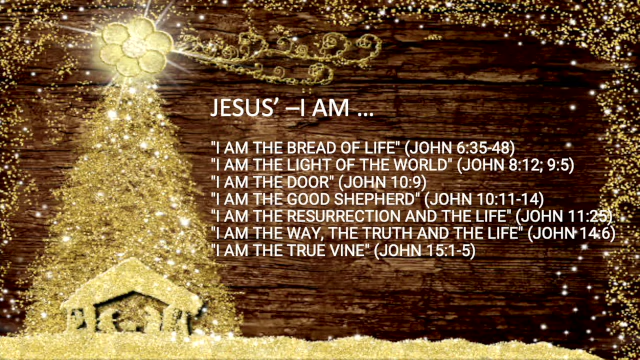 JESUS’ –I AM …
"I AM THE BREAD OF LIFE" (JOHN 6:35-48)
"I AM THE LIGHT OF THE WORLD" (JOHN 8:12; 9:5)
"I AM THE DOOR" (JOHN 10:9)
"I AM THE GOOD SHEPHERD" (JOHN 10:11-14)
"I AM THE RESURRECTION AND THE LIFE" (JOHN 11:25)
"I AM THE WAY, THE TRUTH AND THE LIFE" (JOHN 14:6)
"I AM THE TRUE VINE" (JOHN 15:1-5)